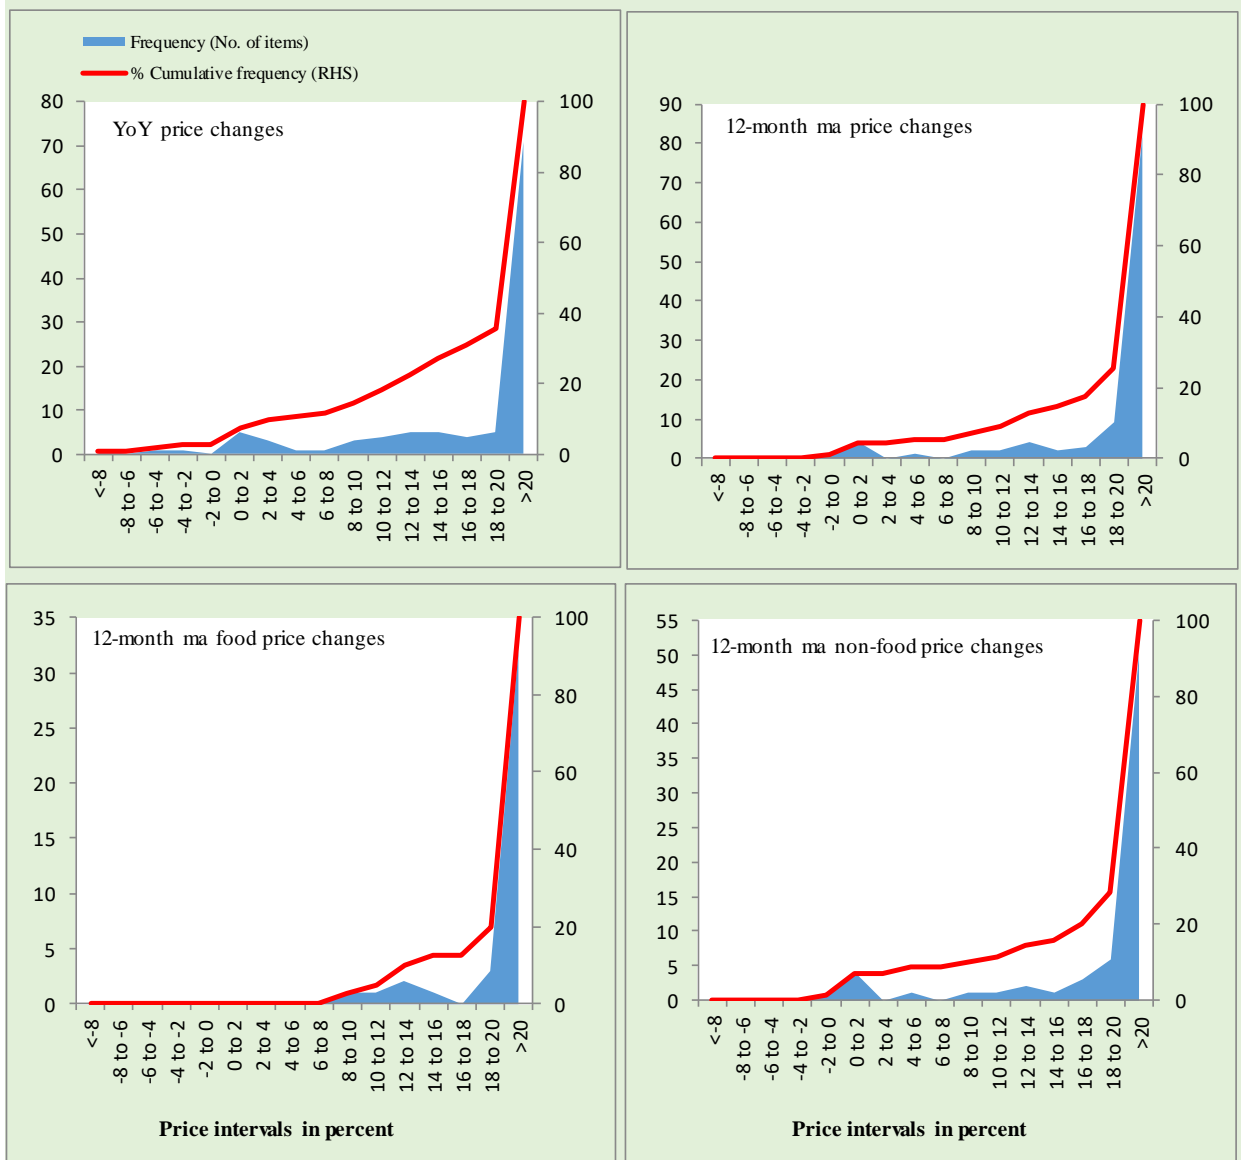 Frequency (No. of items)
% Cumulative frequency (RHS)
YoY price changes
80
70
60
50
40
30
20
10
0
100
80
60
40
20
0
<-8
-8 to -6
-6 to -4
-4 to -2
-2 to 0
0 to 2
2 to 4
4 to 6
6 to 8
8 to 10
10 to 12
12 to 14
14 to 16
16 to 18
18 to 20
>20
12-month ma price changes
90
80
70
60
50
40
30
20
10
0
100
80
60
40
20
0
<-8
-8 to -6
-6 to -4
-4 to -2
-2 to 0
0 to 2
2 to 4
4 to 6
6 to 8
8 to 10
10 to 12
12 to 14
14 to 16
16 to 18
18 to 20
>20
12-month ma food price changes
35
30
25
20
15
10
5
0
100
80
60
40
20
0
<-8
-8 to -6
-6 to -4
-4 to -2
-2 to 0
0 to 2
2 to 4
4 to 6
6 to 8
8 to 10
10 to 12
12 to 14
14 to 16
16 to 18
18 to 20
>20
Price intervals in percent
12-month ma non-food price changes
55
50
45
40
35
30
25
20
15
10
5
0
100
80
60
40
20
0
<-8
-8 to -6
-6 to -4
-4 to -2
-2 to 0
0 to 2
2 to 4
4 to 6
6 to 8
8 to 10
10 to 12
12 to 14
14 to 16
16 to 18
18 to 20
>20
Price intervals in percent